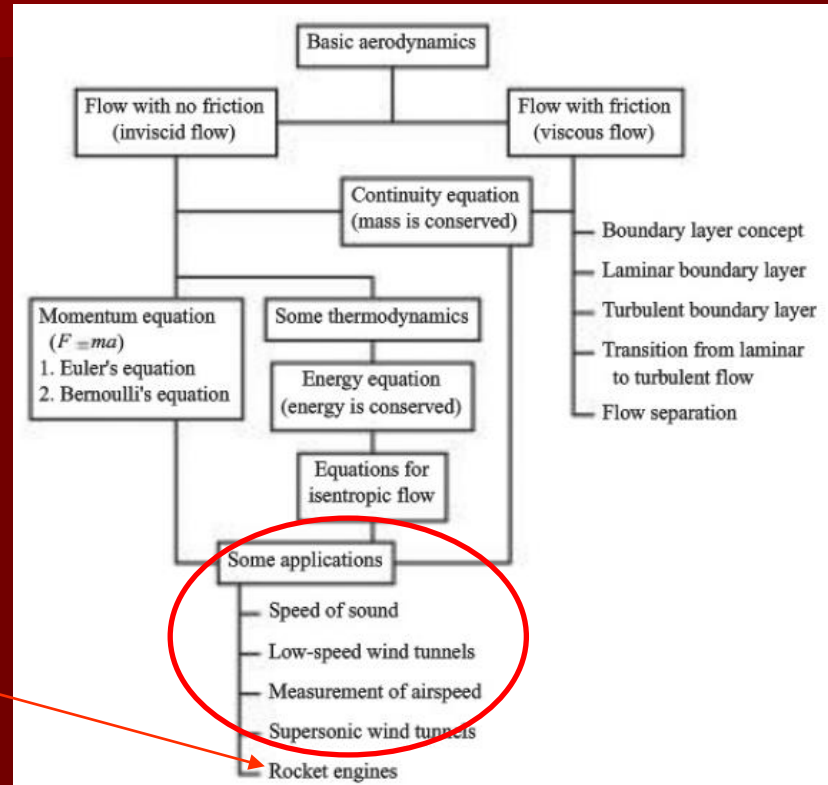 Basic aerodynamics
Flow with no friction
(inviscid flow)
Flow with friction
(viscous flow)
Continuity equation
(mass is conserved)
Boundary layer concept
Laminar boundary layer
Turbulent boundary layer
Transition from laminar
to turbulent flow
Flow separation
Momentum equation
(F = ma)
1. Euler's equation
2. Bernoulli's equation
Some thermodynamics
Energy equation
(energy is conserved)
Equations for
isentropic flow
Some applications
Speed of sound
Low-speed wind tunnels
Measurement of airspeed
Supersonic wind tunnels
Rocket engines